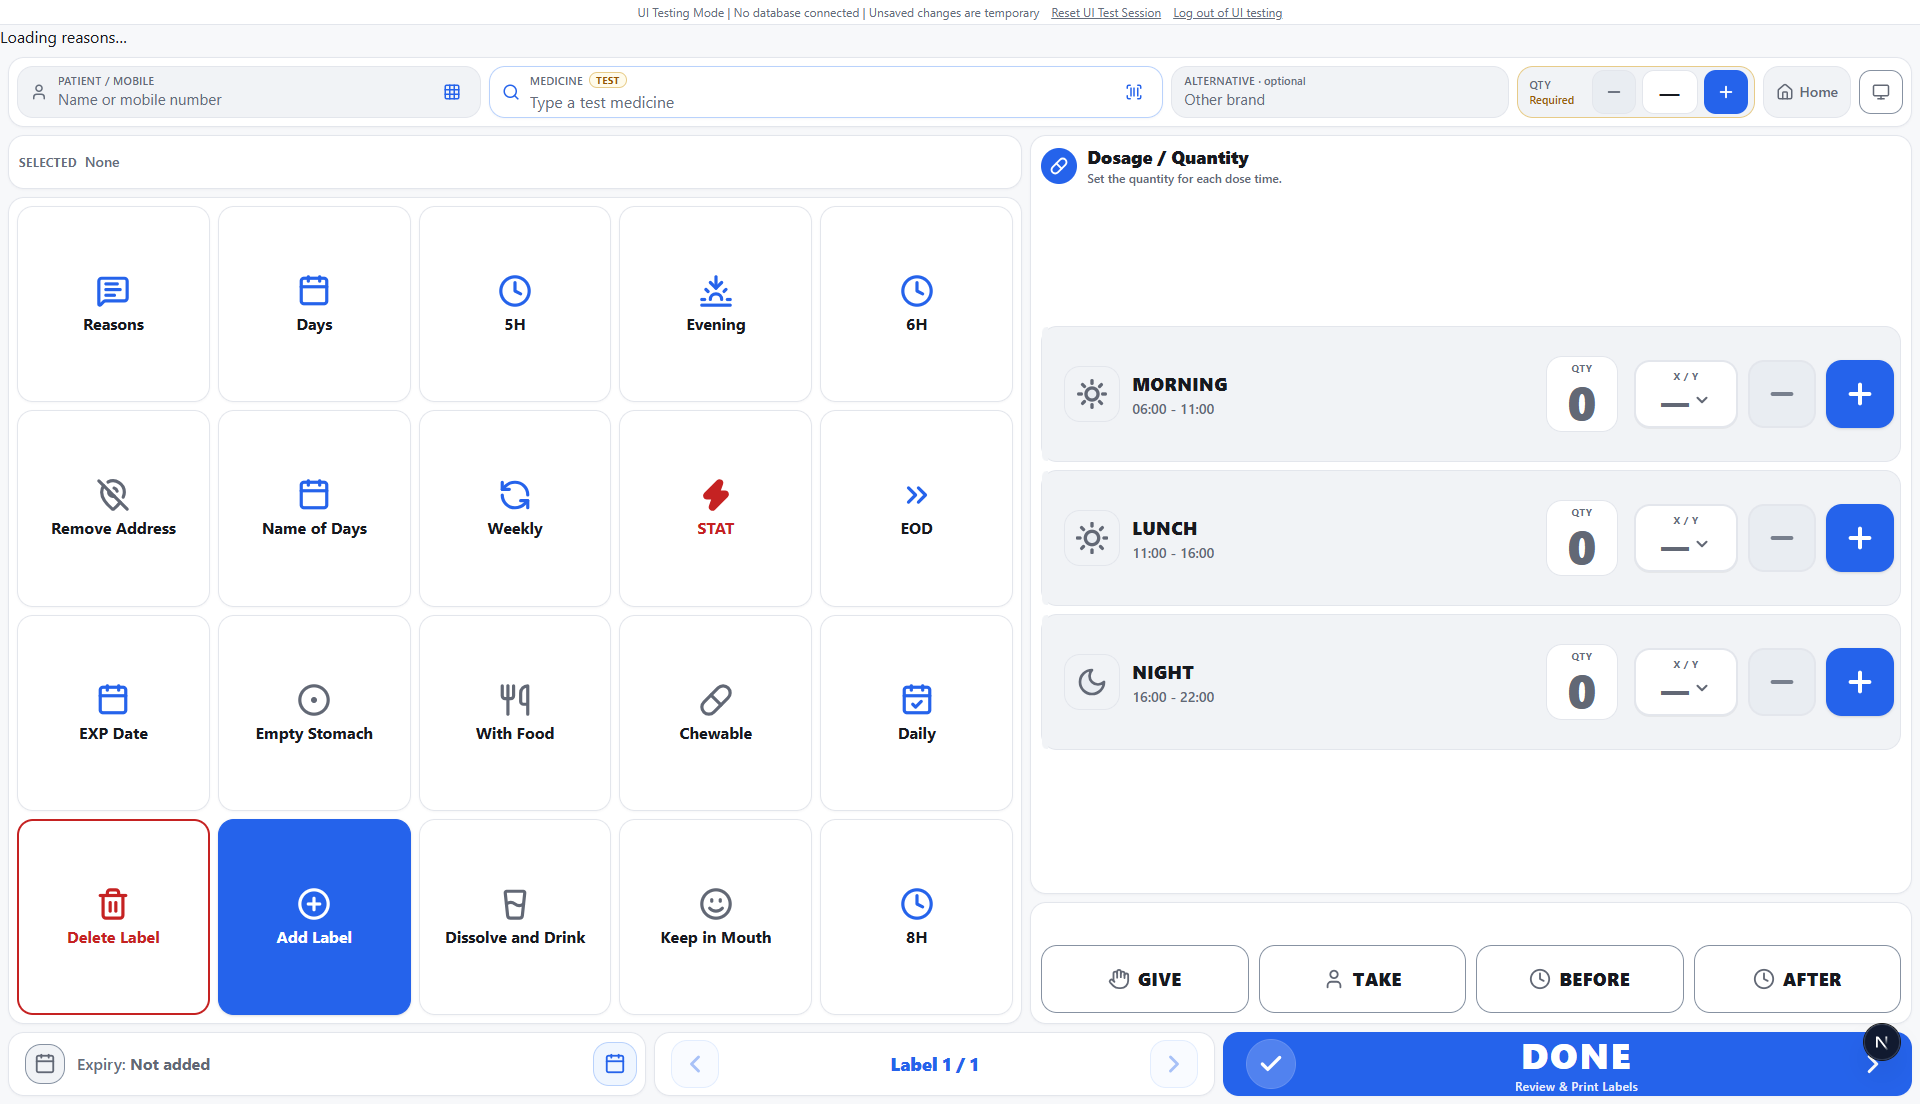 UI Testing Mode | No database connected | Unsaved changes are temporary Reset UI Test Session Log out of UI testing
Loading reasons...
PATIENT / MOBILE
Name or mobile number
MEDICINE TEST
Type a test medicine
ALTERNATIVE · optional
Other brand
QTY
Required
—
Home
SELECTED None
Reasons
Days
5H
Evening
6H
Remove Address
Name of Days
Weekly
STAT
EOD
EXP Date
Empty Stomach
With Food
Chewable
Daily
Delete Label
Add Label
Dissolve and Drink
Keep in Mouth
8H
Dosage / Quantity
Set the quantity for each dose time.
MORNING
06:00 - 11:00
QTY
0
X / Y
—
LUNCH
11:00 - 16:00
QTY
0
X / Y
—
NIGHT
16:00 - 22:00
QTY
0
X / Y
—
GIVE
TAKE
BEFORE
AFTER
Expiry: Not added
Label 1 / 1
DONE
Review & Print Labels
N